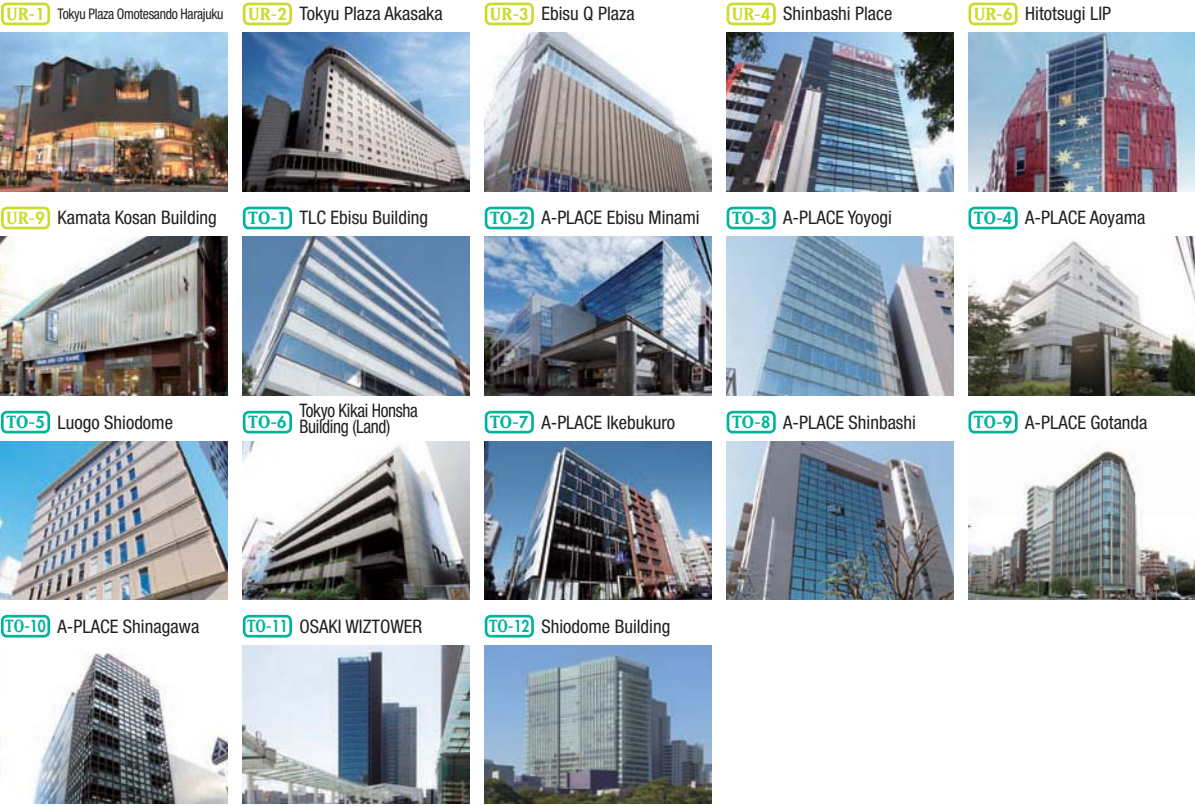 UR-1 Tokyu Plaza Omotesando Harajuku
UR-2 Tokyu Plaza Akasaka
UR-3 Ebisu Q Plaza
UR-4 Shinbashi Place
UR-6 Hitotsugi LIP
UR-9 Kamata Kosan Building
TO-1 TLC Ebisu Building
TO-2 A-PLACE Ebisu Minami
TO-3 A-PLACE Yoyogi
TO-4 A-PLACE Aoyama
TO-5 Luogo Shiodome
TO-6 Tokyo Kikai Honsha
Building (Land)
TO-7 A-PLACE Ikebukuro
TO-8 A-PLACE Shinbashi
TO-9 A-PLACE Gotanda
TO-10 A-PLACE Shinagawa
TO-11 OSAKI WIZTOWER
TO-12 Shiodome Building